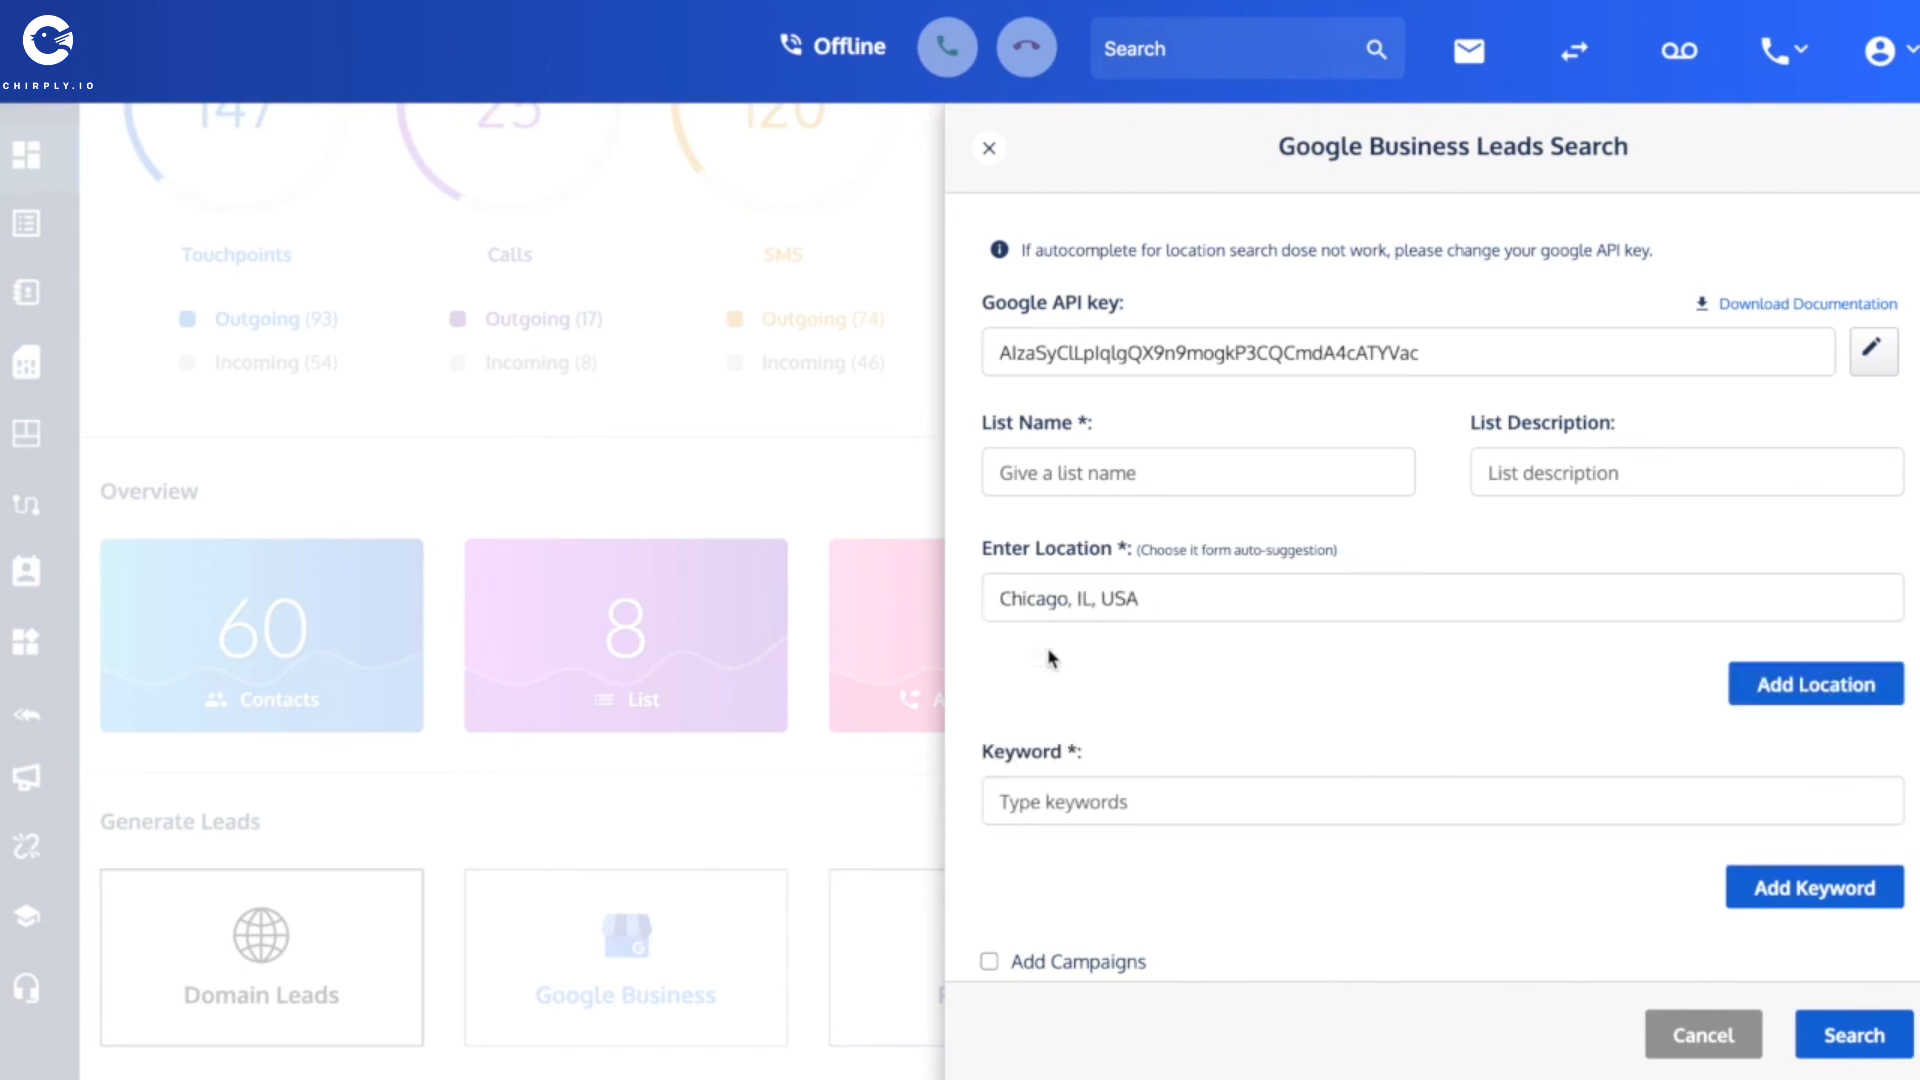 CHIRPLY.IO
Offline
Search
147
25
120
Touchpoints
Calls
SMS
Outgoing (93)
Outgoing (17)
Outgoing (74)
Incoming (54)
Incoming (8)
Incoming (46)
Overview
60
Contacts
8
List
A
Generate Leads
Domain Leads
G
Google Business
Google Business Leads Search
If autocomplete for location search dose not work, please change your google API key.
Google API key:
Download Documentation
AIzaSyClLpIqlgQX9n9mogkP3CQCmdA4cATYVac
List Name *:
List Description:
Give a list name
List description
Enter Location *: (Choose it form auto-suggestion)
Chicago, IL, USA
Add Location
Keyword *:
Type keywords
Add Keyword
Add Campaigns
Cancel
Search